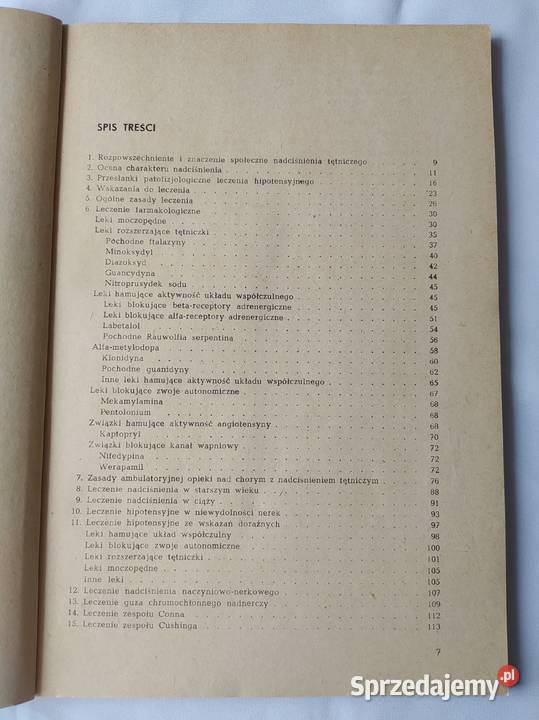 SPIS TREŚCI
1. Rozpowszechnienie i znaczenie społeczne nadciśnienia tętniczego . . . 9
2. Ocena charakteru nadciśnienia . . . 11
3. Przesłanki patofizjologiczne leczenia hipotensyjnego . . . 16
4. Wskazania do leczenia . . . 23
5. Ogólne zasady leczenia . . . 26
6. Leczenie farmakologiczne . . . 30
Leki moczopędne . . . 30
Leki rozszerzające tętniczki . . . 35
Pochodne ftalazyny . . . 37
Minoksydyl . . . 40
Diazoksyd . . . 42
Guancydyna . . . 44
Nitroprusydek sodu . . . 45
Leki hamujące aktywność układu współczulnego . . . 45
Leki blokujące beta-receptory adrenergiczne . . . 45
Leki blokujące alfa-receptory adrenergiczne . . . 51
Labetalol . . . 54
Pochodne Rauwolfia serpentina . . . 56
Alfa-metylodopa . . . 58
Klonidyna . . . 60
Pochodne guanidyny . . . 62
Inne leki hamujące aktywność układu współczulnego . . . 65
Leki blokujące zwoje autonomiczne . . . 67
Mekamylamina . . . 68
Pentolonium . . . 68
Związki hamujące aktywność angiotensyny . . . 68
Kaptopryl . . . 70
Związki blokujące kanał wapniowy . . . 72
Nifedypina . . . 72
Werapamil . . . 72
7. Zasady ambulatoryjnej opieki nad chorym z nadciśnieniem tętniczym . . . 76
8. Leczenie nadciśnienia w starszym wieku . . . 88
9. Leczenie nadciśnienia w ciąży . . . 91
10. Leczenie hipotensyjne w niewydolności nerek . . . 93
11. Leczenie hipotensyjne ze wskazań doraźnych . . . 97
Leki hamujące układ współczulny . . . 98
Leki blokujące zwoje autonomiczne . . . 100
Leki rozszerzające tętniczki . . . 101
Leki moczopędne . . . 105
Inne leki . . . 105
12. Leczenie nadciśnienia naczyniowo-nerkowego . . . 107
13. Leczenie guza chromochłonnego nadnerczy . . . 109
14. Leczenie zespołu Conna . . . 112
15. Leczenie zespołu Cushinga . . . 113
7
Sprzedajemy.pl